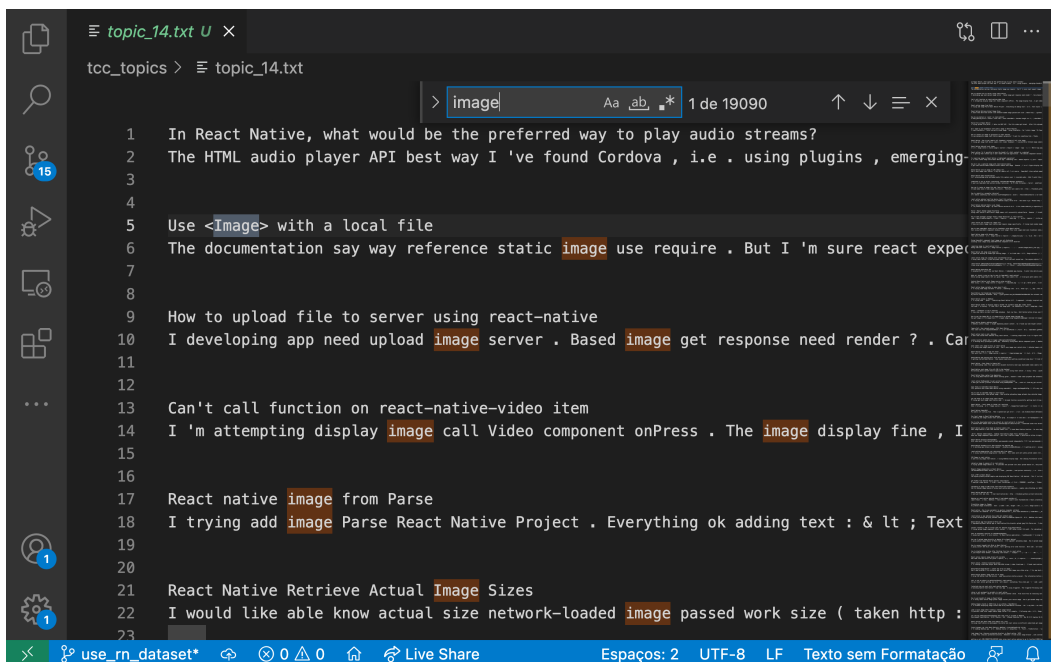 topic_14.txt U
tcc_topics > topic_14.txt
image Aa ab .* 1 de 19090
1 In React Native, what would be the preferred way to play audio streams?
2 The HTML audio player API best way I 've found Cordova , i.e . using plugins , emerging-
3
4
5 Use <Image> with a local file
6 The documentation say way reference static image use require . But I 'm sure react expec
7
8
9 How to upload file to server using react-native
10 I developing app need upload image server . Based image get response need render ? . Can
11
12
13 Can't call function on react-native-video item
14 I 'm attempting display image call Video component onPress . The image display fine , I
15
16
17 React native image from Parse
18 I trying add image Parse React Native Project . Everything ok adding text : & lt ; Text
19
20
21 React Native Retrieve Actual Image Sizes
22 I would like able know actual size network-loaded image passed work size ( taken http :
23
15
1
1
use_rn_dataset* 0 0 Live Share Espaços: 2 UTF-8 LF Texto sem Formatação